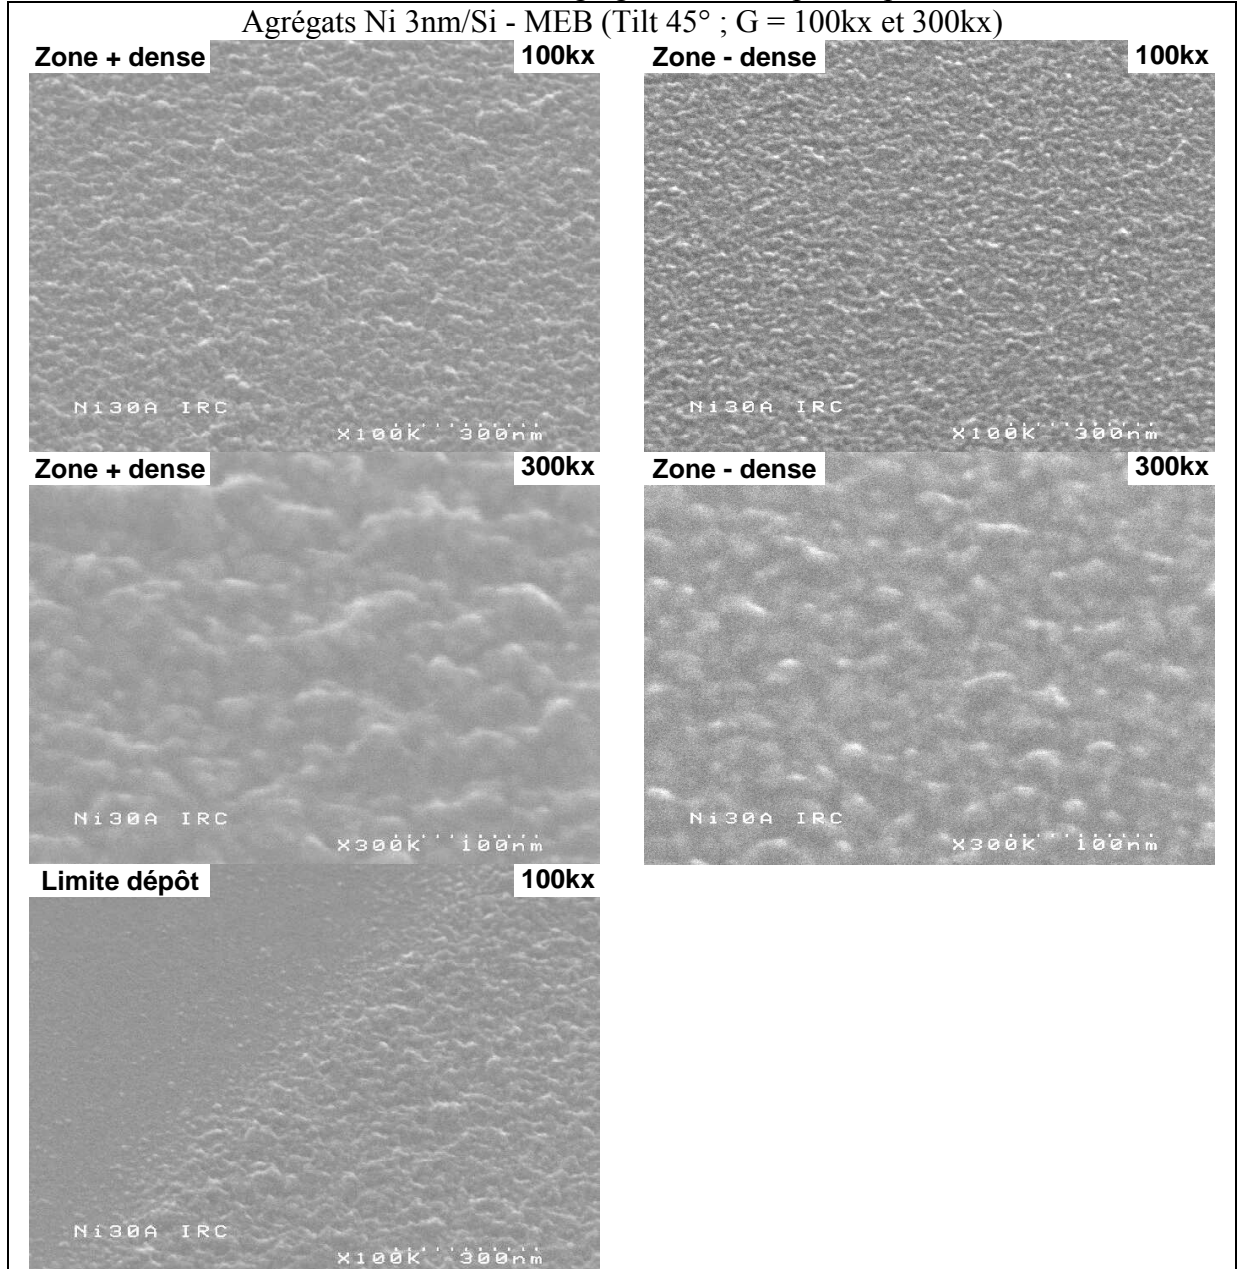 Agrégats Ni 3nm/Si - MEB (Tilt 45° ; G = 100kx et 300kx)
Zone + dense 100kx
Zone - dense 100kx
Ni30A IRC
X100K 300nm
Ni30A IRC
X100K 300nm
Zone + dense 300kx
Zone - dense 300kx
Ni30A IRC
X300K 100nm
Ni30A IRC
X300K 100nm
Limite dépôt 100kx
Ni30A IRC
X100K 300nm